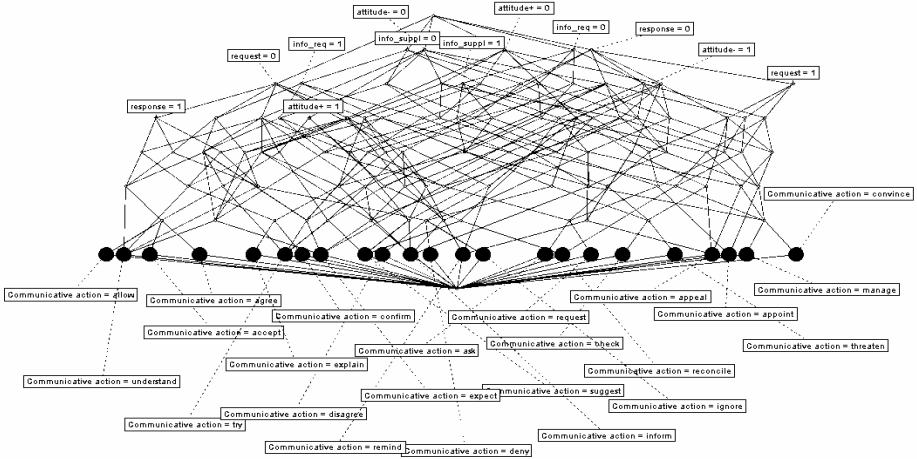 attitude- = 0
attitude+ = 0
info_req = 0
response = 0
info_req = 1
info_suppl = 0
info_suppl = 1
attitude- = 1
request = 0
request = 1
response = 1
attitude+ = 1
Communicative action = convince
Communicative action = allow
Communicative action = agree
Communicative action = appeal
Communicative action = manage
Communicative action = confirm
Communicative action = request
Communicative action = appoint
Communicative action = accept
Communicative action = check
Communicative action = threaten
Communicative action = ask
Communicative action = explain
Communicative action = reconcile
Communicative action = understand
Communicative action = expect
Communicative action = suggest
Communicative action = ignore
Communicative action = disagree
Communicative action = try
Communicative action = inform
Communicative action = remind
Communicative action = deny